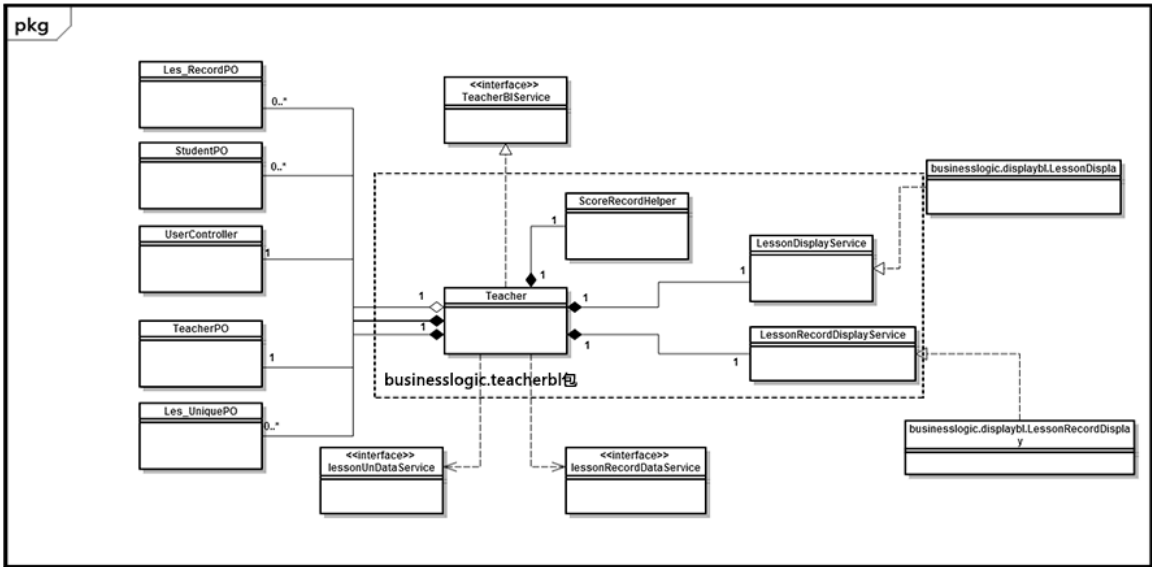 pkg
Les_RecordPO
0..*
<<interface>>
TeacherBlService
StudentPO
0..*
businesslogic.displaybl.LessonDispla
ScoreRecordHelper
1
1
UserController
1
LessonDisplayService
1
Teacher
1
1
1
1
TeacherPO
1
LessonRecordDisplayService
1
businesslogic.teacherbl包
Les_UniquePO
0..*
businesslogic.displaybl.LessonRecordDispla
y
<<interface>>
lessonUnDataService
<<interface>>
lessonRecordDataService